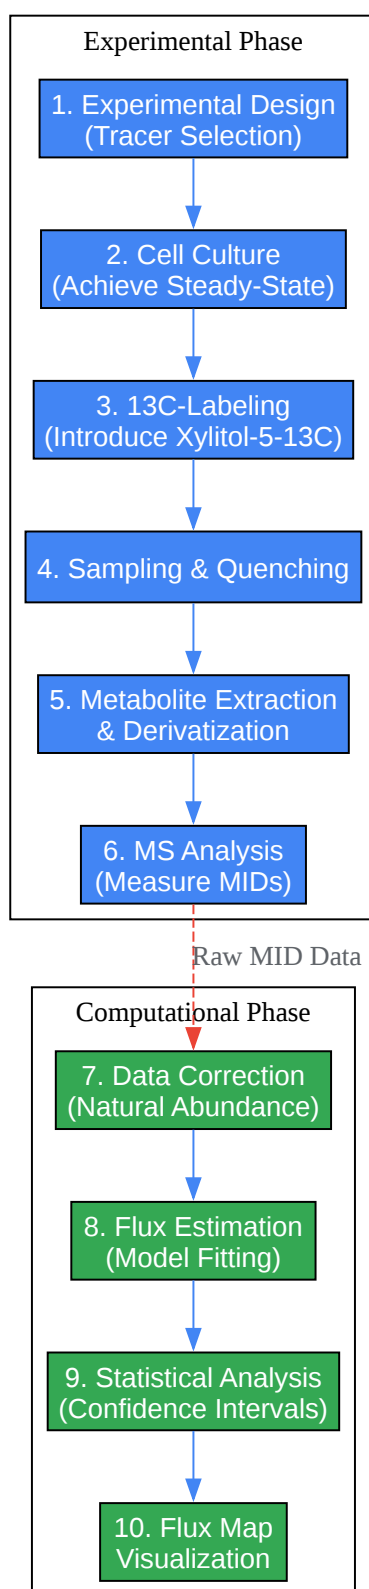 Experimental Phase
1. Experimental Design
(Tracer Selection)
2. Cell Culture
(Achieve Steady-State)
3. 13C-Labeling
(Introduce Xylitol-5-13C)
4. Sampling & Quenching
5. Metabolite Extraction
& Derivatization
6. MS Analysis
(Measure MIDs)
Raw MID Data
Computational Phase
7. Data Correction
(Natural Abundance)
8. Flux Estimation
(Model Fitting)
9. Statistical Analysis
(Confidence Intervals)
10. Flux Map
Visualization